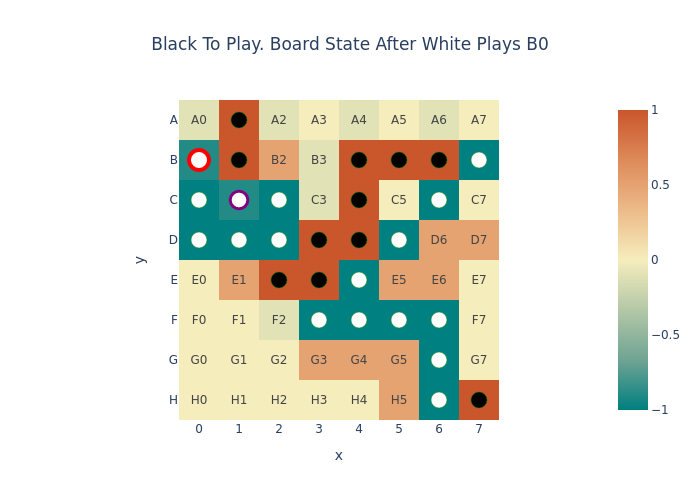 Black To Play. Board State After White Plays B0
A A0 A2 A3 A4 A5 A6 A7
B B2 B3
C C3 C5 C7
D D6 D7
E E0 E1 E5 E6 E7
F F0 F1 F2 F7
G G0 G1 G2 G3 G4 G5 G7
H H0 H1 H2 H3 H4 H5
0 1 2 3 4 5 6 7
x
y
1
0.5
0
−0.5
−1